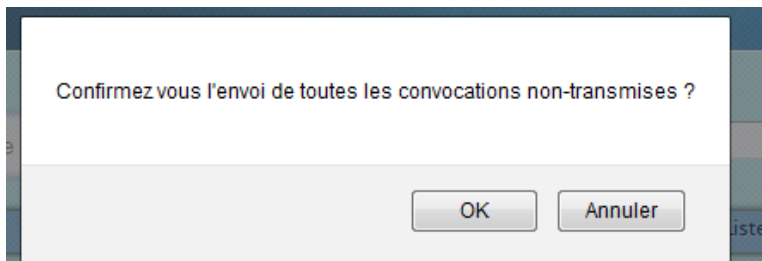 Confirmez vous l'envoi de toutes les convocations non-transmises ?
OK
Annuler